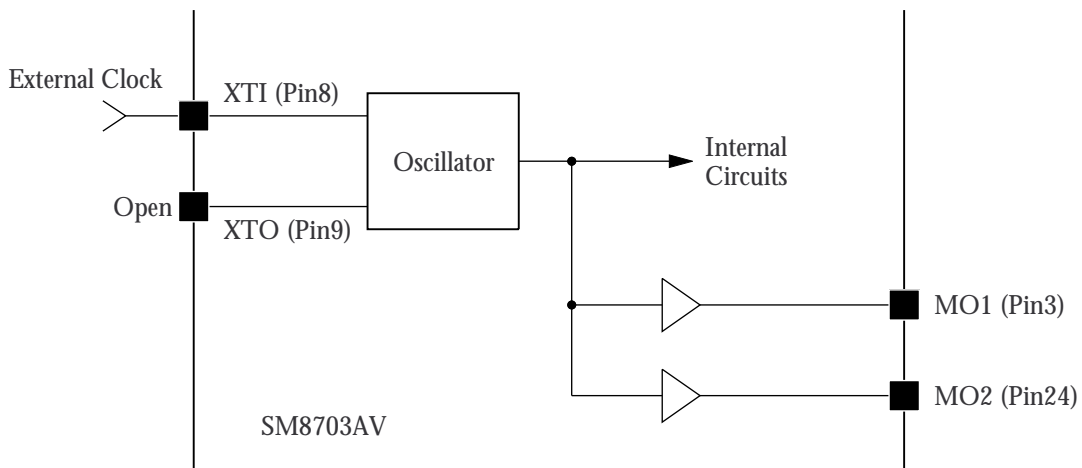 External Clock
XTI (Pin8)
Oscillator
Internal
Circuits
Open
XTO (Pin9)
MO1 (Pin3)
MO2 (Pin24)
SM8703AV